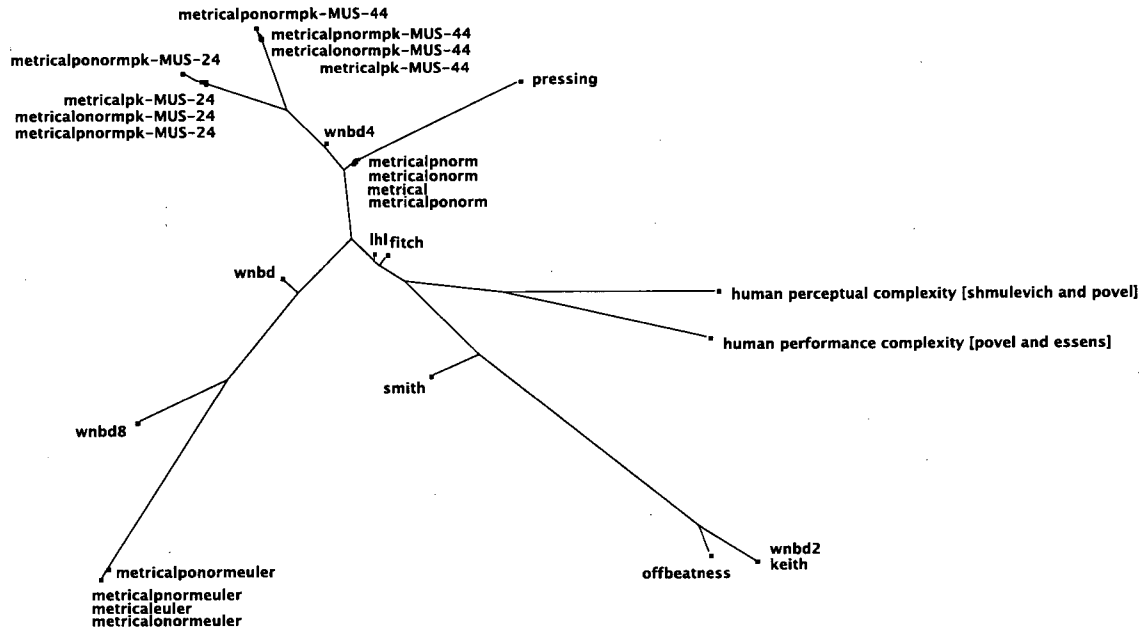 metricalponormpk-MUS-44
metricalpnormpk-MUS-44
metricalonormpk-MUS-44
metricalpk-MUS-44
metricalponormpk-MUS-24
metricalpk-MUS-24
metricalonormpk-MUS-24
metricalpnormpk-MUS-24
pressing
wnbd4
metricalpnorm
metricalonorm
metrical
metricalponorm
lhl fitch
wnbd
human perceptual complexity [shmulevich and povel]
human performance complexity [povel and essens]
smith
wnbd8
wnbd2
keith
offbeatness
metricalponormeuler
metricalpnormeuler
metricaleuler
metricalonormeuler